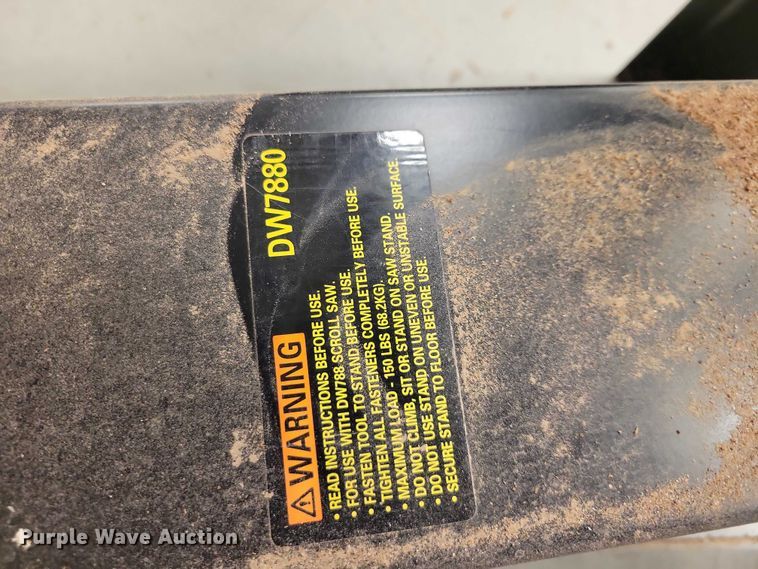 ⚠ WARNING DW7880
• READ INSTRUCTIONS BEFORE USE.
• FOR USE WITH DW788 SCROLL SAW.
• FASTEN TOOL TO STAND BEFORE USE.
• TIGHTEN ALL FASTENERS COMPLETELY BEFORE USE.
• MAXIMUM LOAD - 150 LBS (68.2KG).
• DO NOT CLIMB, SIT OR STAND ON SAW STAND.
• DO NOT USE STAND ON UNEVEN OR UNSTABLE SURFACE.
• SECURE STAND TO FLOOR BEFORE USE.
Purple Wave Auction